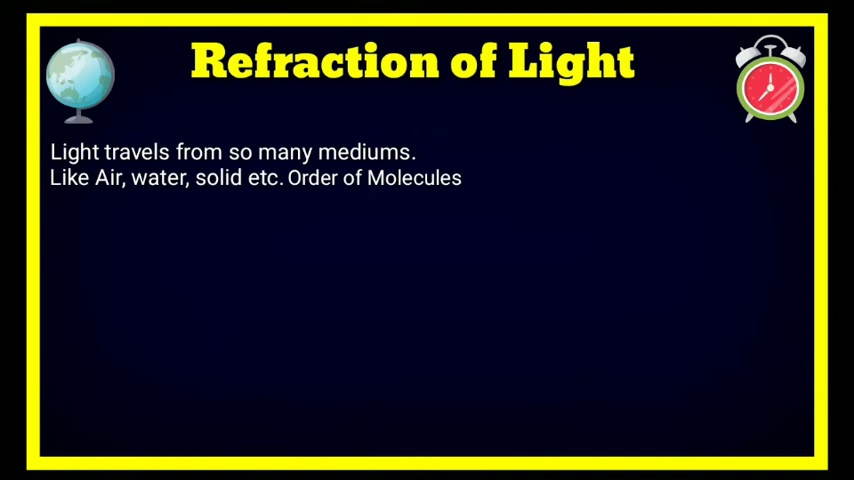 Refraction of Light
Light travels from so many mediums.
Like Air, water, solid etc. Order of Molecules